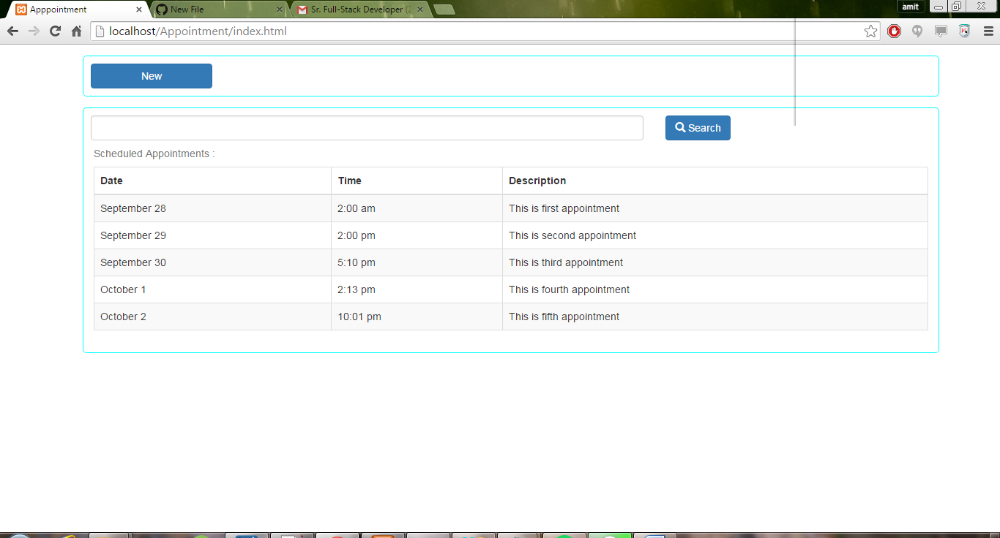 Apppointment
New File
Sr. Full-Stack Developer (2
amit
localhost/Appointment/index.html
New
Search
Scheduled Appointments :
Date Time Description
September 28 2:00 am This is first appointment
September 29 2:00 pm This is second appointment
September 30 5:10 pm This is third appointment
October 1 2:13 pm This is fourth appointment
October 2 10:01 pm This is fifth appointment